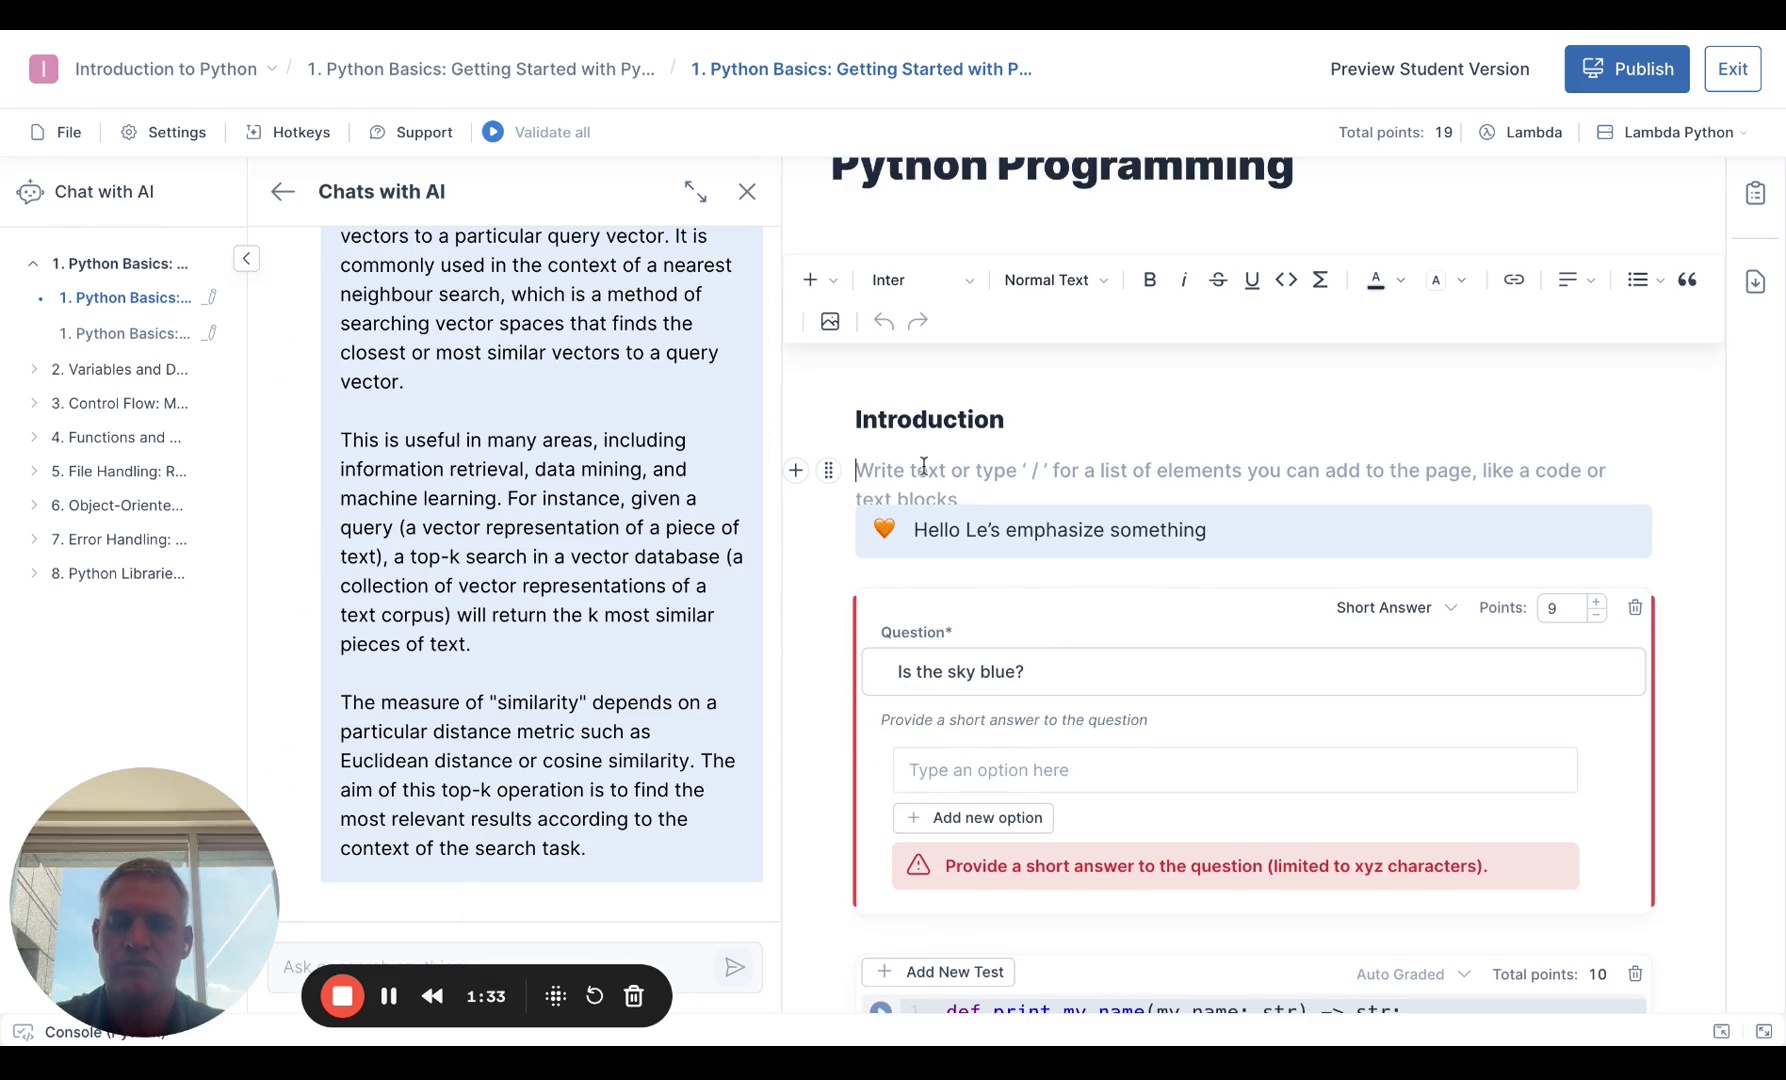 I Introduction to Python / 1. Python Basics: Getting Started with Py... / 1. Python Basics: Getting Started with P... Preview Student Version Publish Exit
File Settings Hotkeys Support Validate all Total points: 19 Lambda Lambda Python
Chat with AI
1. Python Basics: ...
1. Python Basics:...
1. Python Basics:...
2. Variables and D...
3. Control Flow: M...
4. Functions and ...
5. File Handling: R...
6. Object-Oriente...
7. Error Handling: ...
8. Python Librarie...
Chats with AI
vectors to a particular query vector. It is
commonly used in the context of a nearest
neighbour search, which is a method of
searching vector spaces that finds the
closest or most similar vectors to a query
vector.
This is useful in many areas, including
information retrieval, data mining, and
machine learning. For instance, given a
query (a vector representation of a piece of
text), a top-k search in a vector database (a
collection of vector representations of a
text corpus) will return the k most similar
pieces of text.
The measure of "similarity" depends on a
particular distance metric such as
Euclidean distance or cosine similarity. The
aim of this top-k operation is to find the
most relevant results according to the
context of the search task.
Ask
1:33
Python Programming
Inter Normal Text B i S U A A
Introduction
Write text or type ‘ / ’ for a list of elements you can add to the page, like a code or
text blocks
Hello Le’s emphasize something
Short Answer Points: 9
Question*
Is the sky blue?
Provide a short answer to the question
Type an option here
Add new option
Provide a short answer to the question (limited to xyz characters).
Add New Test Auto Graded Total points: 10
1 def print_my_name(my_name: str) -> str:
Console